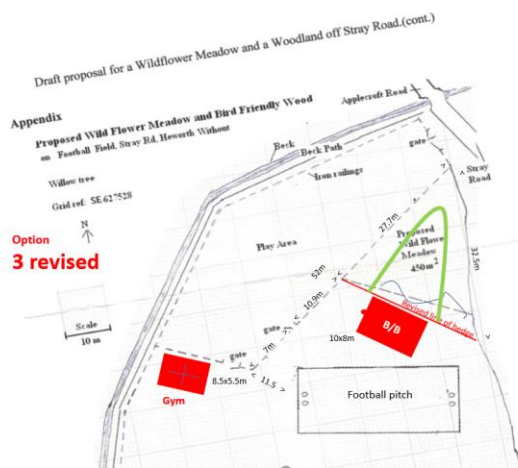 Draft proposal for a Wildflower Meadow and a Woodland off Stray Road.(cont.)
Appendix
Proposed Wild Flower Meadow and Bird Friendly Wood
on Football Field, Stray Rd, Heworth Without
Applecroft Road
Willow tree
Grid ref: SE 627528
N
Option
3 revised
Beck
Beck Path
Iron railings
gate
Stray
Road
Play Area
27.7m
Proposed
Wild Flowe
Meadow
450m²
32.5m
52m
10.9m
Revised line of hedge
Scale
10 m
gate
7m
10x8m
B/B
gate
8.5x5.5m
11.5
Gym
Football pitch